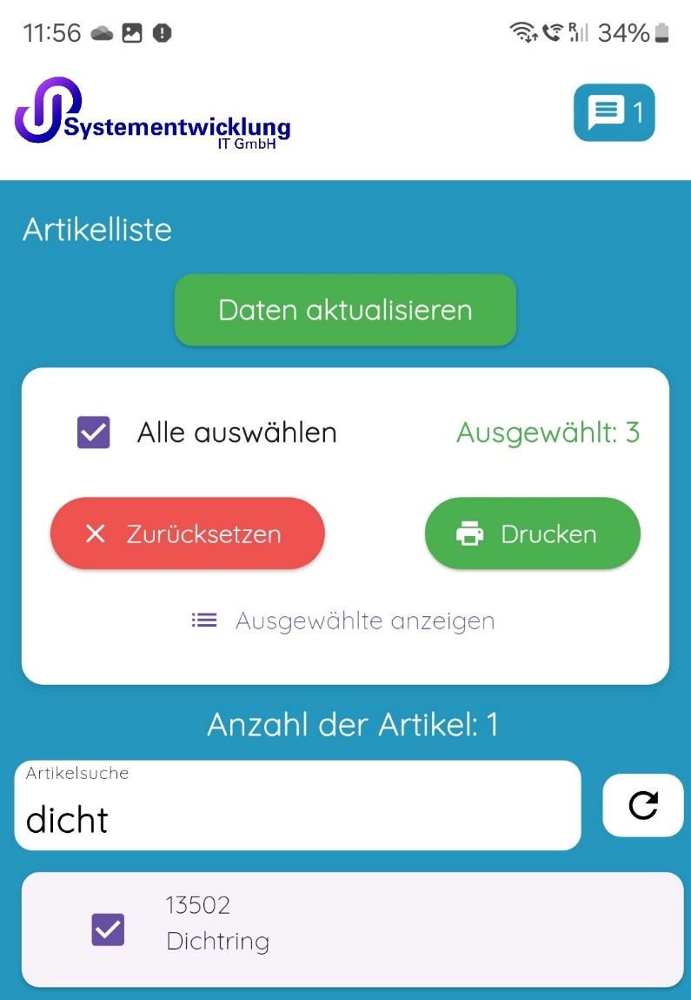 11:56
34%
Systementwicklung
IT GmbH
1
Artikelliste
Daten aktualisieren
Alle auswählen
Ausgewählt: 3
Zurücksetzen
Drucken
Ausgewählte anzeigen
Anzahl der Artikel: 1
Artikelsuche
dicht
13502
Dichtring